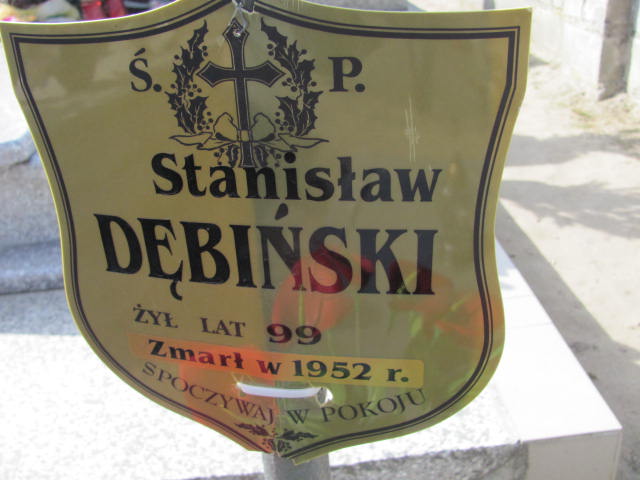 Ś. P.
Stanisław
DĘBIŃSKI
ŻYŁ LAT 99
Zmarł w 1952 r.
SPOCZYWAJ W POKOJU